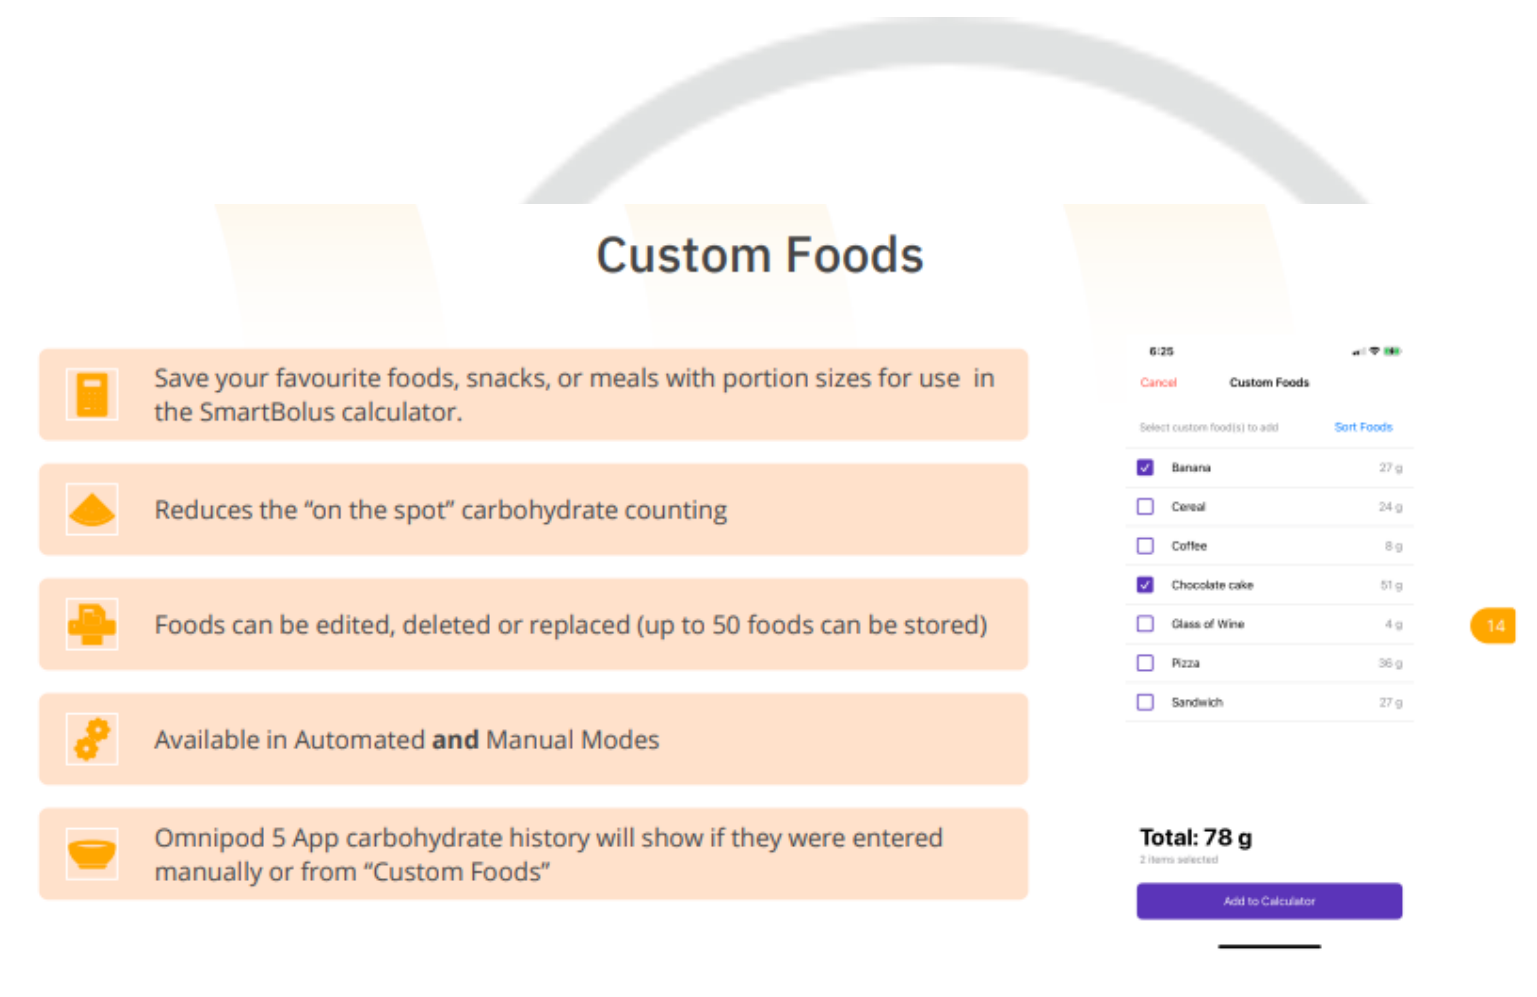 Custom Foods
Save your favourite foods, snacks, or meals with portion sizes for use in
the SmartBolus calculator.
Reduces the “on the spot” carbohydrate counting
Foods can be edited, deleted or replaced (up to 50 foods can be stored)
Available in Automated and Manual Modes
Omnipod 5 App carbohydrate history will show if they were entered
manually or from “Custom Foods”
6:25
Cancel Custom Foods
Select custom food(s) to add Sort Foods
Banana 27 g
Cereal 24 g
Coffee 8 g
Chocolate cake 51 g
Glass of Wine 4 g
Pizza 36 g
Sandwich 27 g
Total: 78 g
2 items selected
Add to Calculator
14